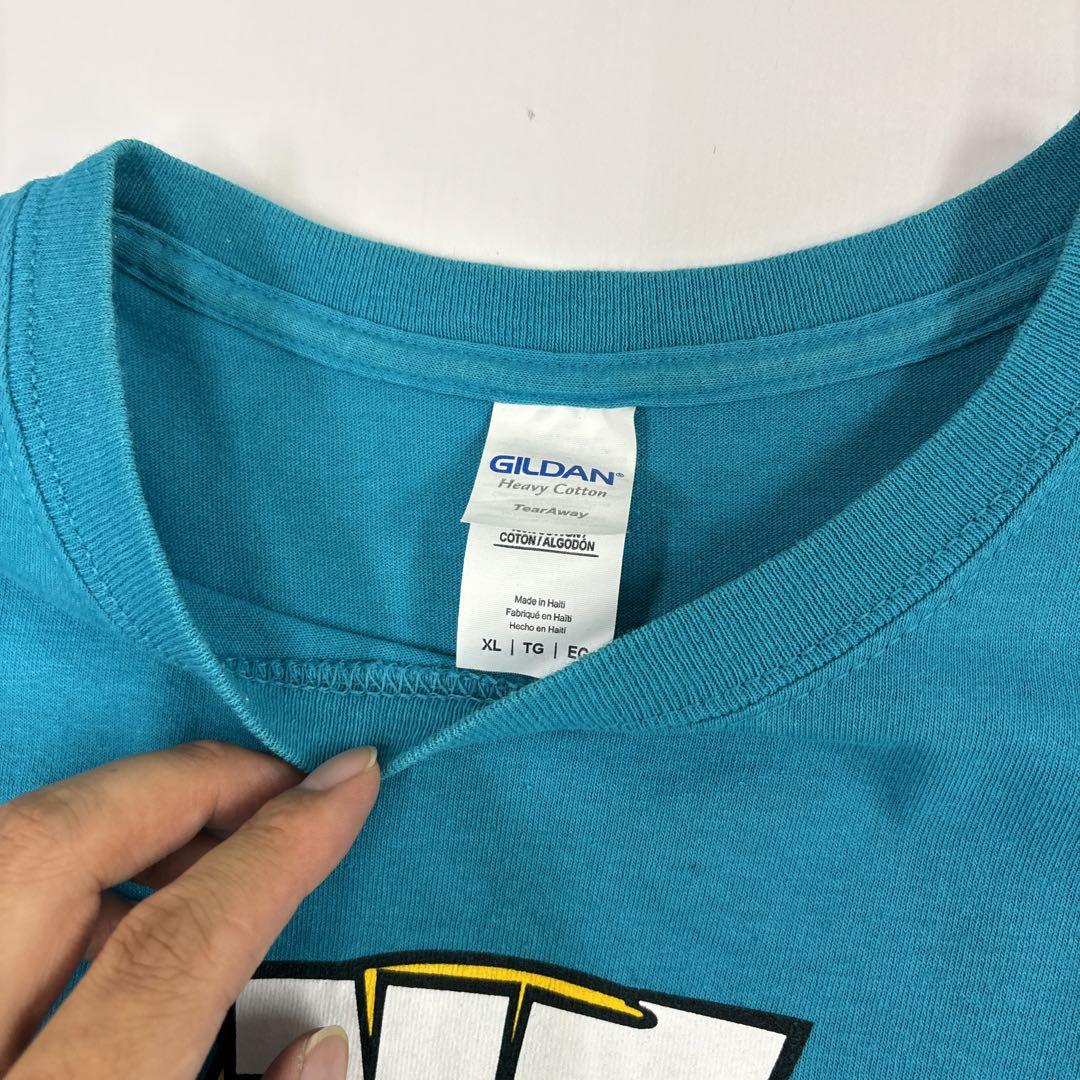 GILDAN®
Heavy Cotton
TearAway
COTON / ALGODÓN
Made in Haiti
Fabriqué en Haïti
Hecho en Haití
XL | TG |